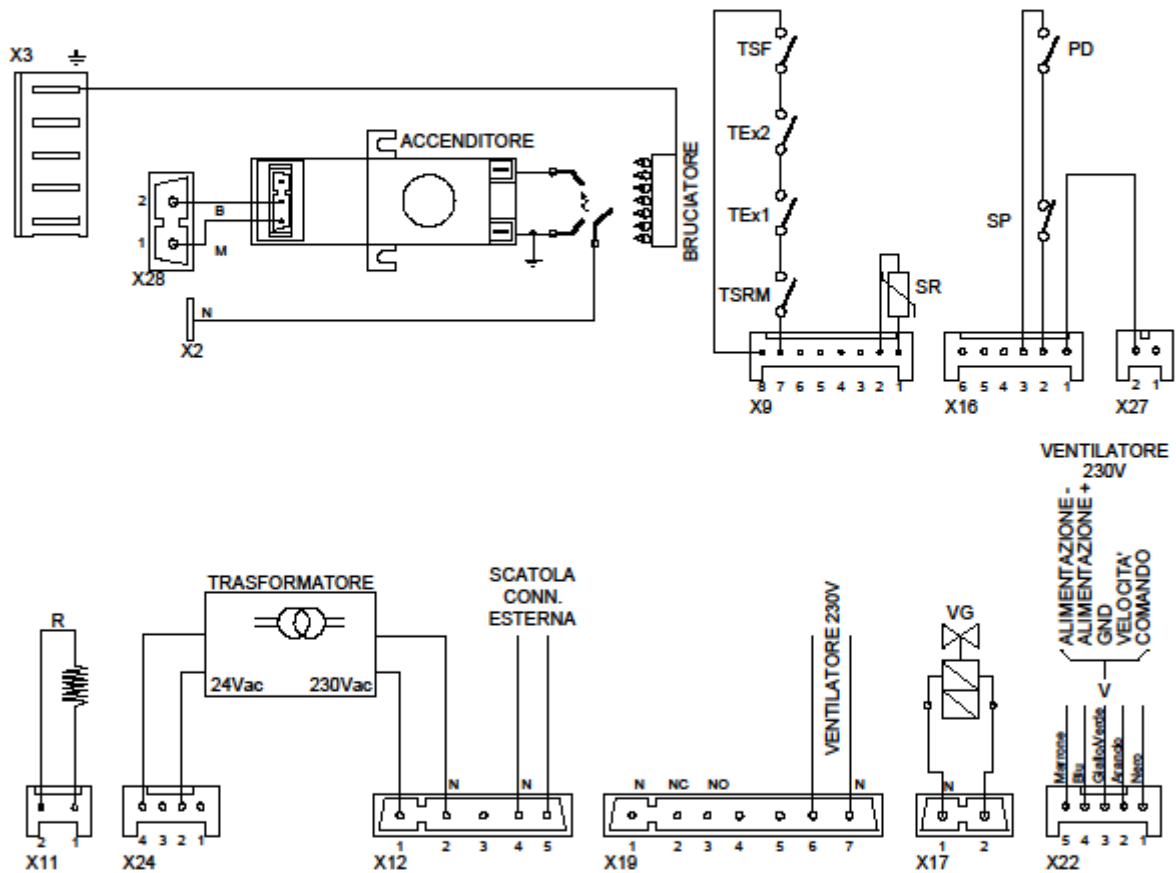 X3
ACCENDITORE
BRUCIATORE
2
B
1
M
X28
N
X2
TSF
TEx2
TEx1
TSRM
SR
8 7 6 5 4 3 2 1
X9
PD
SP
6 5 4 3 2 1
X16
2 1
X27
R
2 1
X11
TRASFORMATORE
24Vac 230Vac
4 3 2 1
X24
SCATOLA
CONN.
ESTERNA
N N
1 2 3 4 5
X12
VENTILATORE 230V
N NC NO N
1 2 3 4 5 6 7
X19
VG
N
1 2
X17
VENTILATORE
230V
ALIMENTAZIONE -
ALIMENTAZIONE +
GND
VELOCITA'
COMANDO
V
Marrone
Blu
Giallo/Verde
Arancio
Nero
5 4 3 2 1
X22